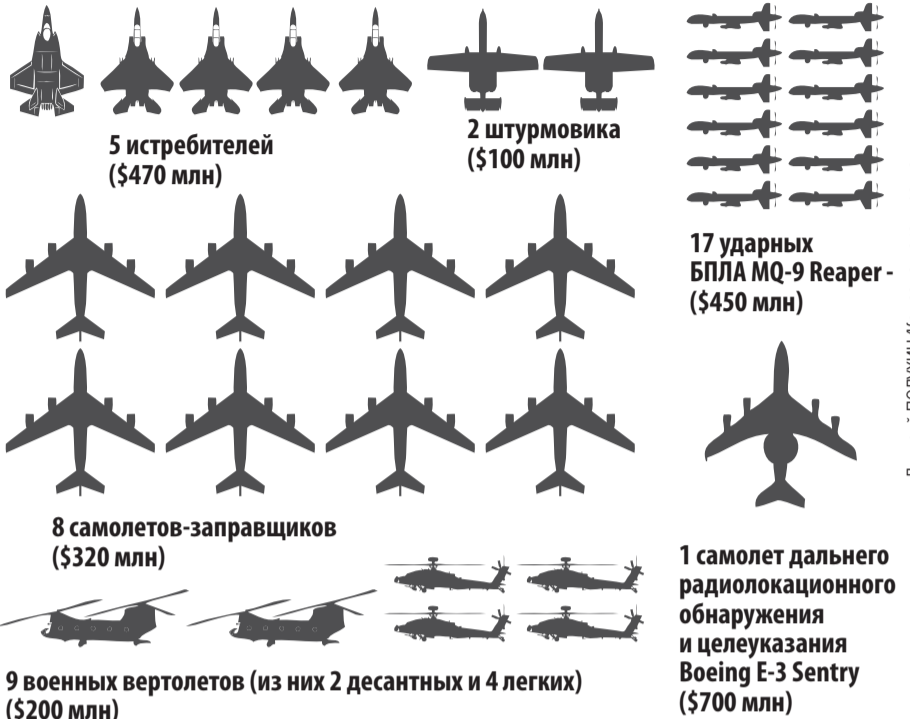 5 истребителей
($470 млн)
2 штурмовика
($100 млн)
17 ударных
БПЛА MQ-9 Reaper -
($450 млн)
8 самолетов-заправщиков
($320 млн)
1 самолет дальнего
радиолокационного
обнаружения
и целеуказания
Boeing E-3 Sentry
($700 млн)
9 военных вертолетов (из них 2 десантных и 4 легких)
($200 млн)